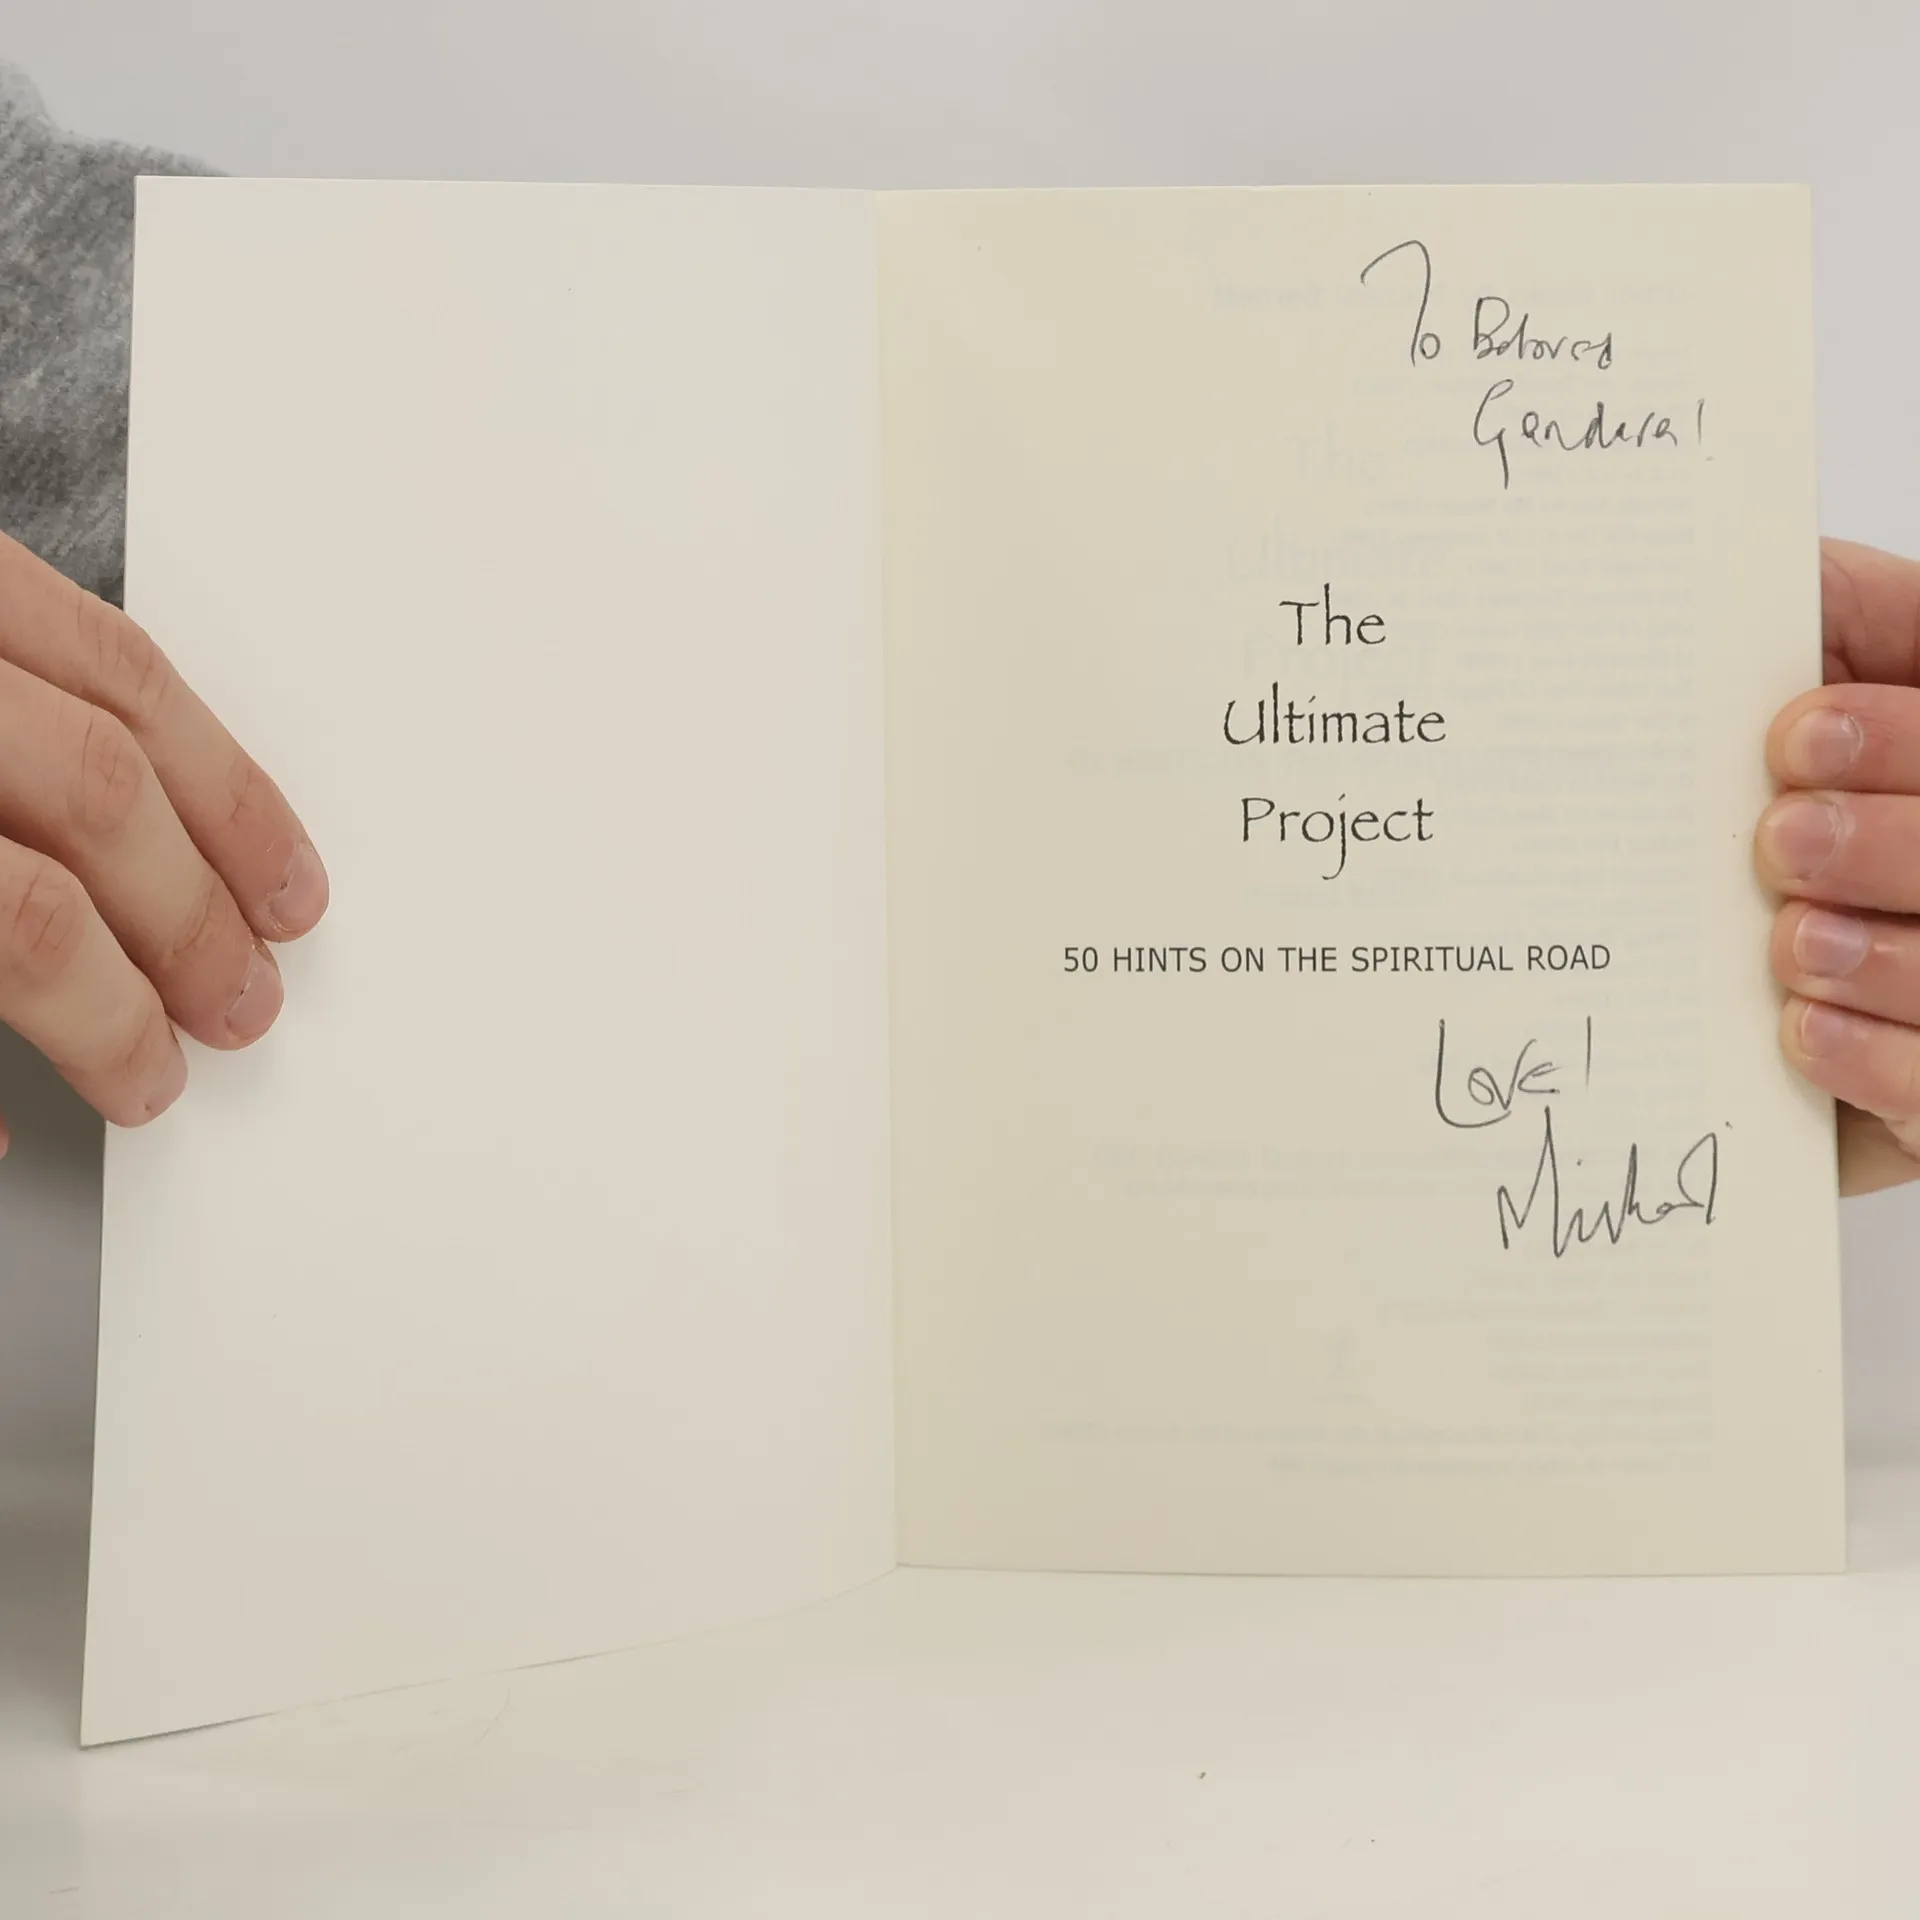 To Beloved
Gandara!
The
Ultimate
Project
50 HINTS ON THE SPIRITUAL ROAD
Love!
Michael